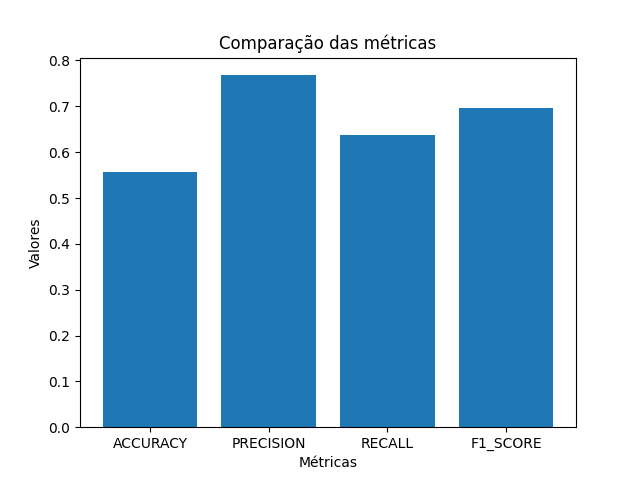 Comparação das métricas
Valores
0.8
0.7
0.6
0.5
0.4
0.3
0.2
0.1
0.0
ACCURACY PRECISION RECALL F1_SCORE
Métricas